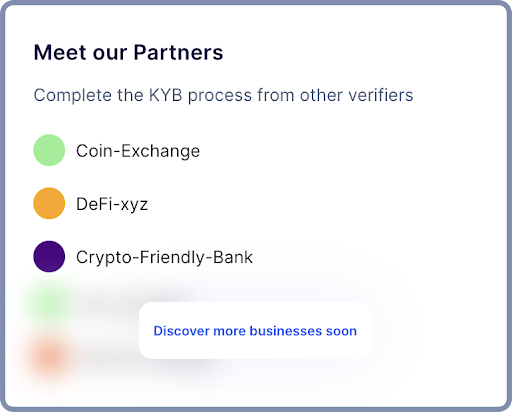 Meet our Partners
Complete the KYB process from other verifiers
Coin-Exchange
DeFi-xyz
Crypto-Friendly-Bank
Discover more businesses soon